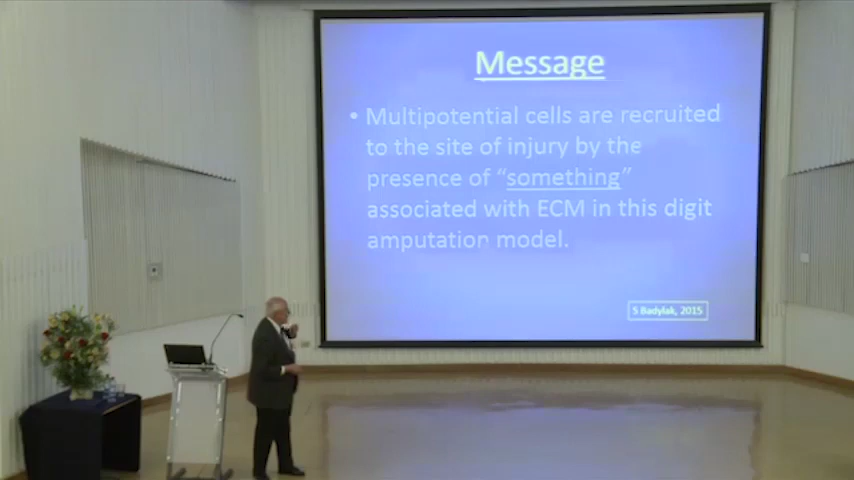 Message
• Multipotential cells are recruited
to the site of injury by the
presence of "something"
associated with ECM in this digit
amputation model.
S Badylak, 2015